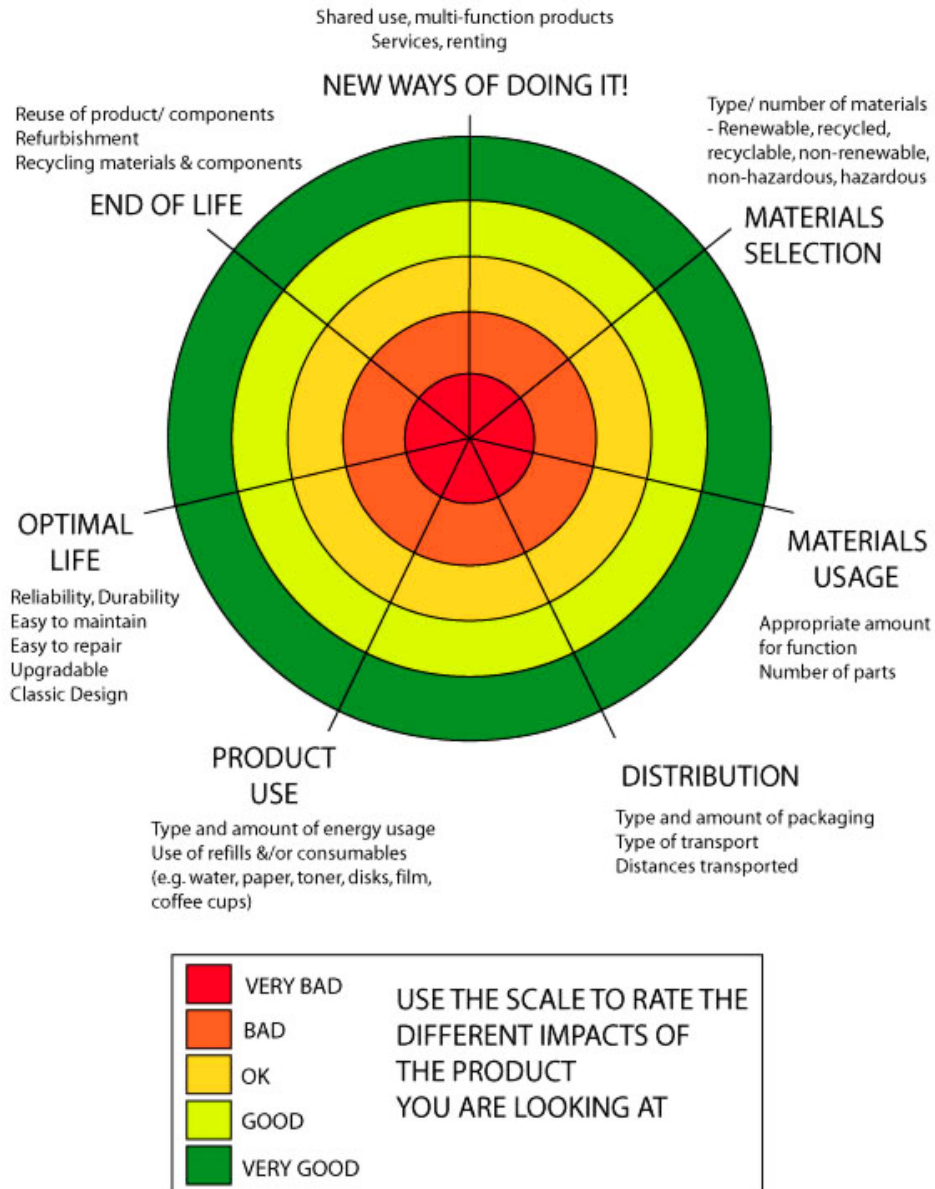 Shared use, multi-function products
Services, renting
NEW WAYS OF DOING IT!
Reuse of product/ components
Refurbishment
Recycling materials & components
END OF LIFE
Type/ number of materials
- Renewable, recycled,
recyclable, non-renewable,
non-hazardous, hazardous
MATERIALS
SELECTION
OPTIMAL
LIFE
Reliability, Durability
Easy to maintain
Easy to repair
Upgradable
Classic Design
MATERIALS
USAGE
Appropriate amount
for function
Number of parts
PRODUCT
USE
Type and amount of energy usage
Use of refills &/or consumables
(e.g. water, paper, toner, disks, film,
coffee cups)
DISTRIBUTION
Type and amount of packaging
Type of transport
Distances transported
VERY BAD
BAD
OK
GOOD
VERY GOOD
USE THE SCALE TO RATE THE
DIFFERENT IMPACTS OF
THE PRODUCT
YOU ARE LOOKING AT